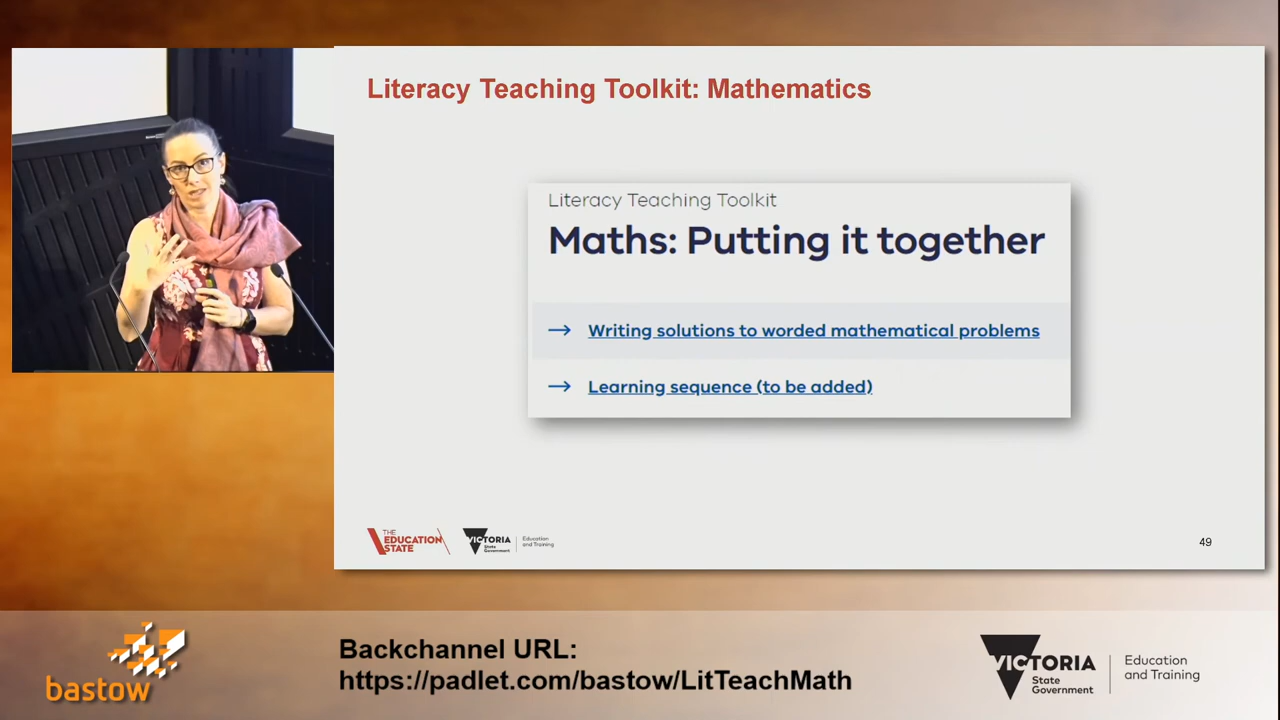 Literacy Teaching Toolkit: Mathematics
Literacy Teaching Toolkit
Maths: Putting it together
→ Writing solutions to worded mathematical problems
→ Learning sequence (to be added)
THE
EDUCATION
STATE
VICTORIA
State
Government
Education
and Training
49
bastow
Backchannel URL:
https://padlet.com/bastow/LitTeachMath
VICTORIA
State
Government
Education
and Training